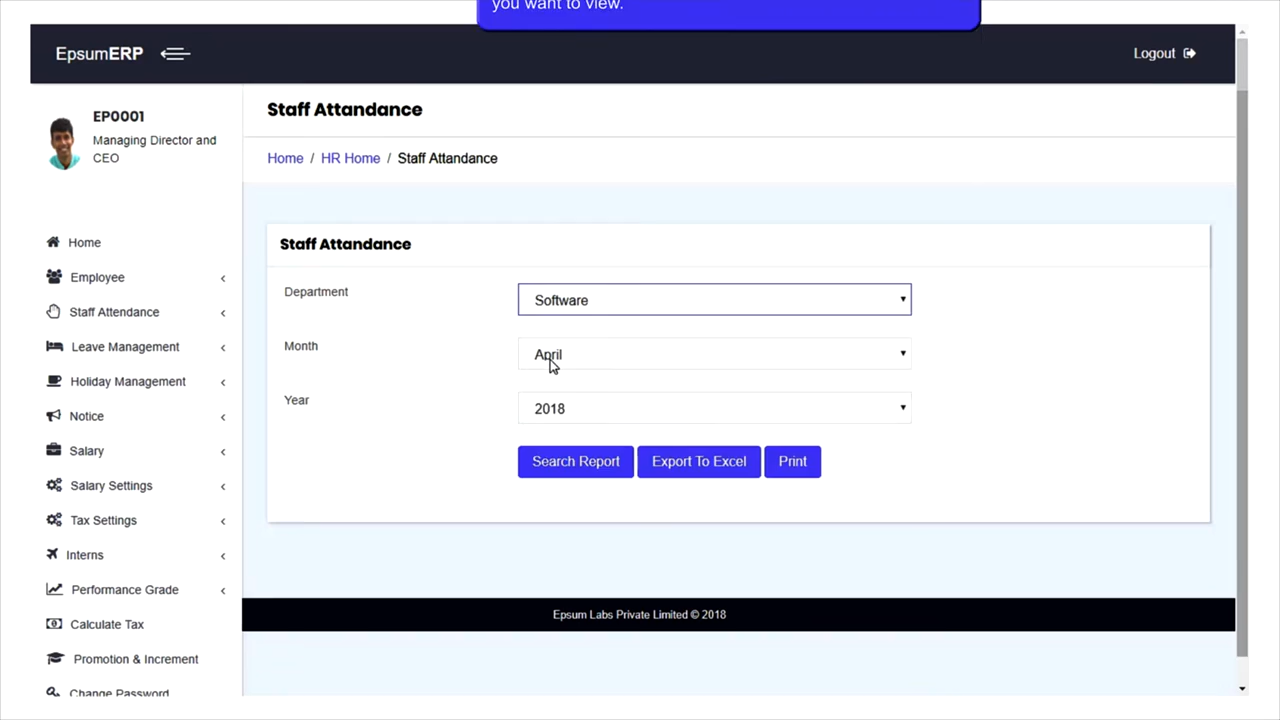 you want to view.
EpsumERP
Logout
EP0001
Managing Director and
CEO
Staff Attandance
Home / HR Home / Staff Attandance
Home
Employee
Staff Attendance
Leave Management
Holiday Management
Notice
Salary
Salary Settings
Tax Settings
Interns
Performance Grade
Calculate Tax
Promotion & Increment
Change Password
Staff Attandance
Department
Software
Month
April
Year
2018
Search Report
Export To Excel
Print
Epsum Labs Private Limited © 2018